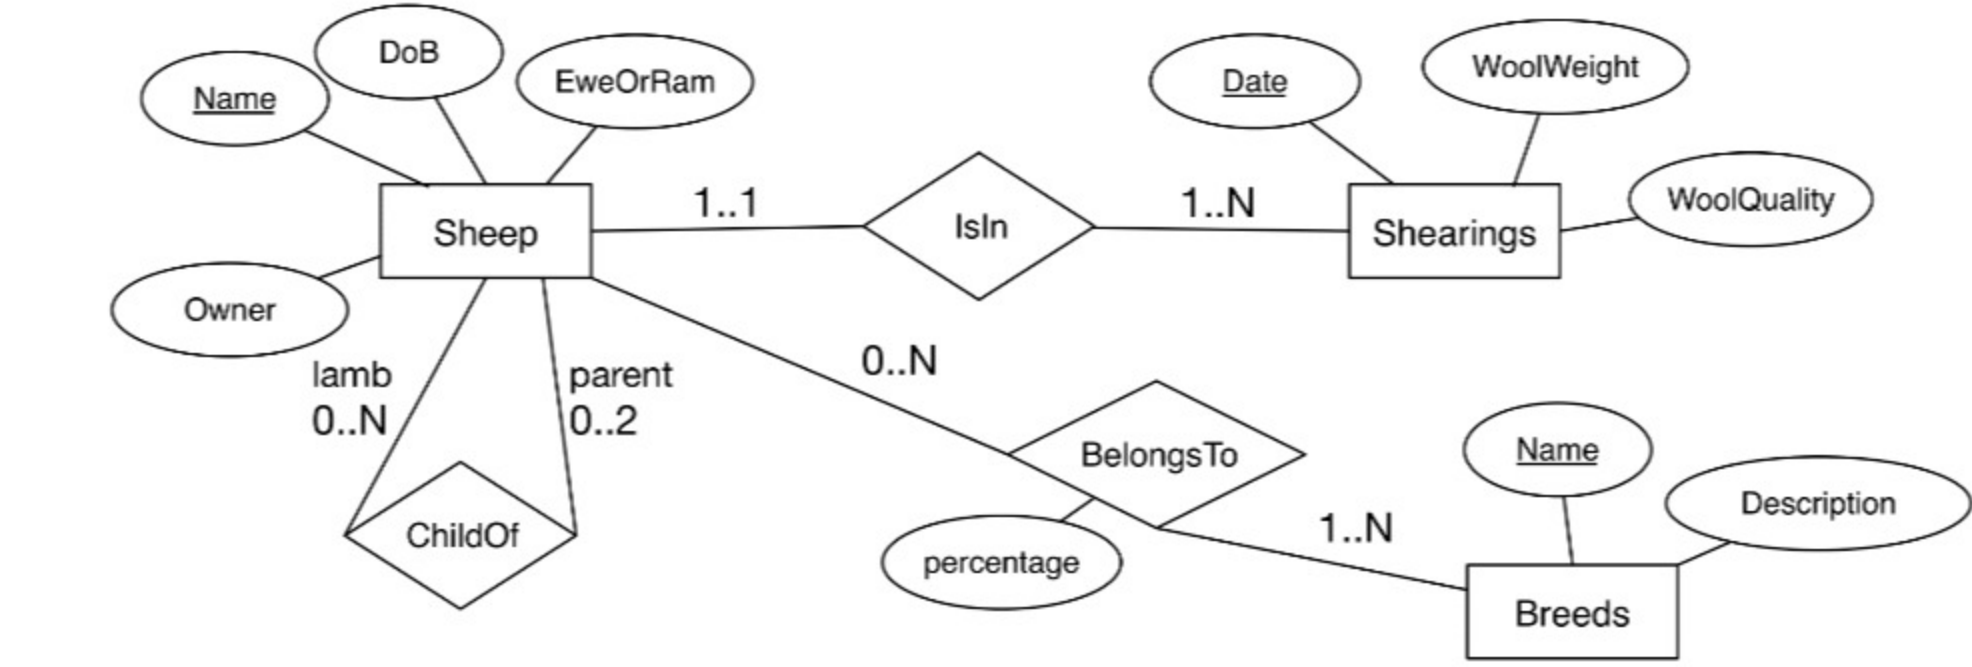 DoB
EweOrRam
Name
Date
WoolWeight
WoolQuality
1..1
1..N
Sheep
IsIn
Shearings
Owner
lamb
0..N
parent
0..2
0..N
ChildOf
BelongsTo
percentage
1..N
Name
Description
Breeds